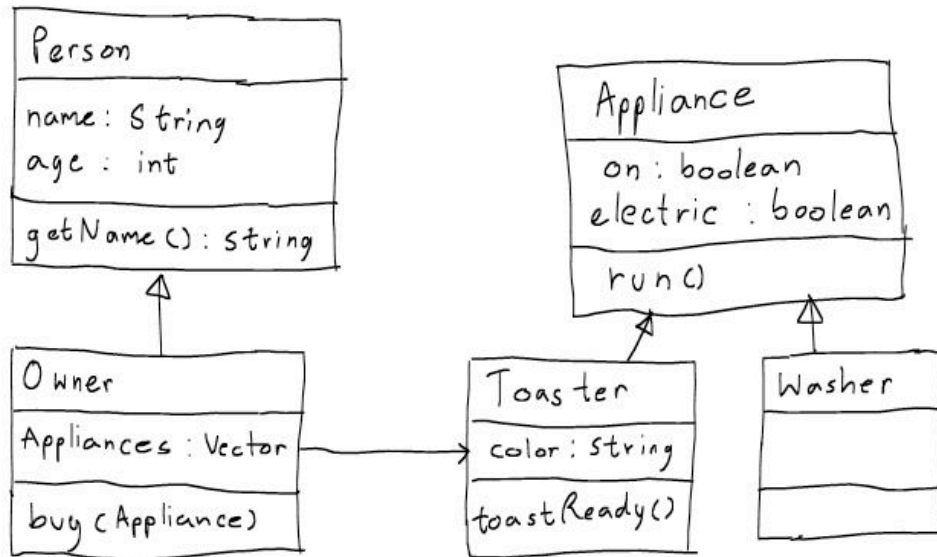 Person
name: String
age: int
getName(): String
Appliance
on: boolean
electric: boolean
run()
Owner
Appliances: Vector
buy(Appliance)
Toaster
color: String
toastReady()
Washer